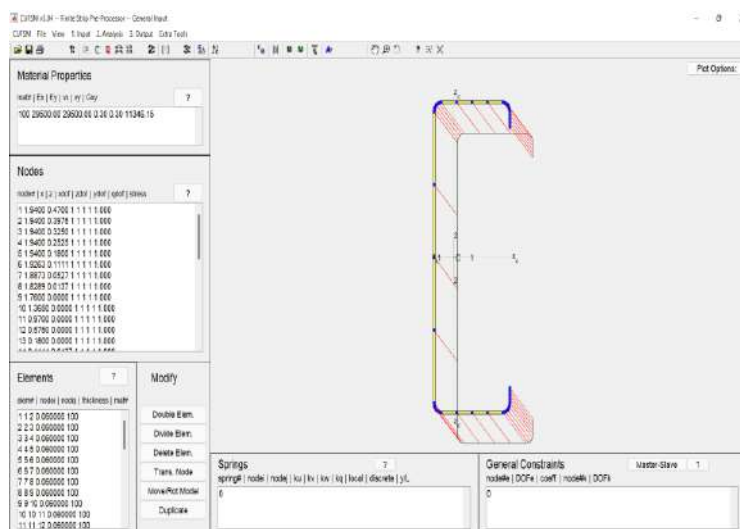 CUFSM v5.04 -- Finite Strip Pre-Processor -- General Input
CUFSM File View 1.Input 2.Analysis 3.Output Extra Tools
Plot Options:
Material Properties
mat# | Ex | Ey | vx | vy | Gxy
?
100 29500.00 29500.00 0.30 0.30 11346.15
Nodes
node# | x | z | xdof | zdof | ydof | qdof | stress
?
1 1.9400 0.4700 1 1 1 1 1.000
2 1.9400 0.3975 1 1 1 1 1.000
3 1.9400 0.3250 1 1 1 1 1.000
4 1.9400 0.2525 1 1 1 1 1.000
5 1.9400 0.1800 1 1 1 1 1.000
6 1.9263 0.1111 1 1 1 1 1.000
7 1.8873 0.0527 1 1 1 1 1.000
8 1.8289 0.0137 1 1 1 1 1.000
9 1.7600 0.0000 1 1 1 1 1.000
10 1.3650 0.0000 1 1 1 1 1.000
11 0.9700 0.0000 1 1 1 1 1.000
12 0.5750 0.0000 1 1 1 1 1.000
13 0.1800 0.0000 1 1 1 1 1.000
Elements
?
elem# | nodei | nodej | thickness | mat#
1 1 2 0.060000 100
2 2 3 0.060000 100
3 3 4 0.060000 100
4 4 5 0.060000 100
5 5 6 0.060000 100
6 6 7 0.060000 100
7 7 8 0.060000 100
8 8 9 0.060000 100
9 9 10 0.060000 100
10 10 11 0.060000 100
11 11 12 0.060000 100
Modify
Double Elem.
Divide Elem.
Delete Elem.
Trans. Node
Move/Rot Model
Duplicate
Springs
?
spring# | nodei | nodej | ku | kv | kw | kq | local | discrete | y/L
0
General Constraints
Master-Slave
?
node#e | DOFe | coeff | node#k | DOFk
0